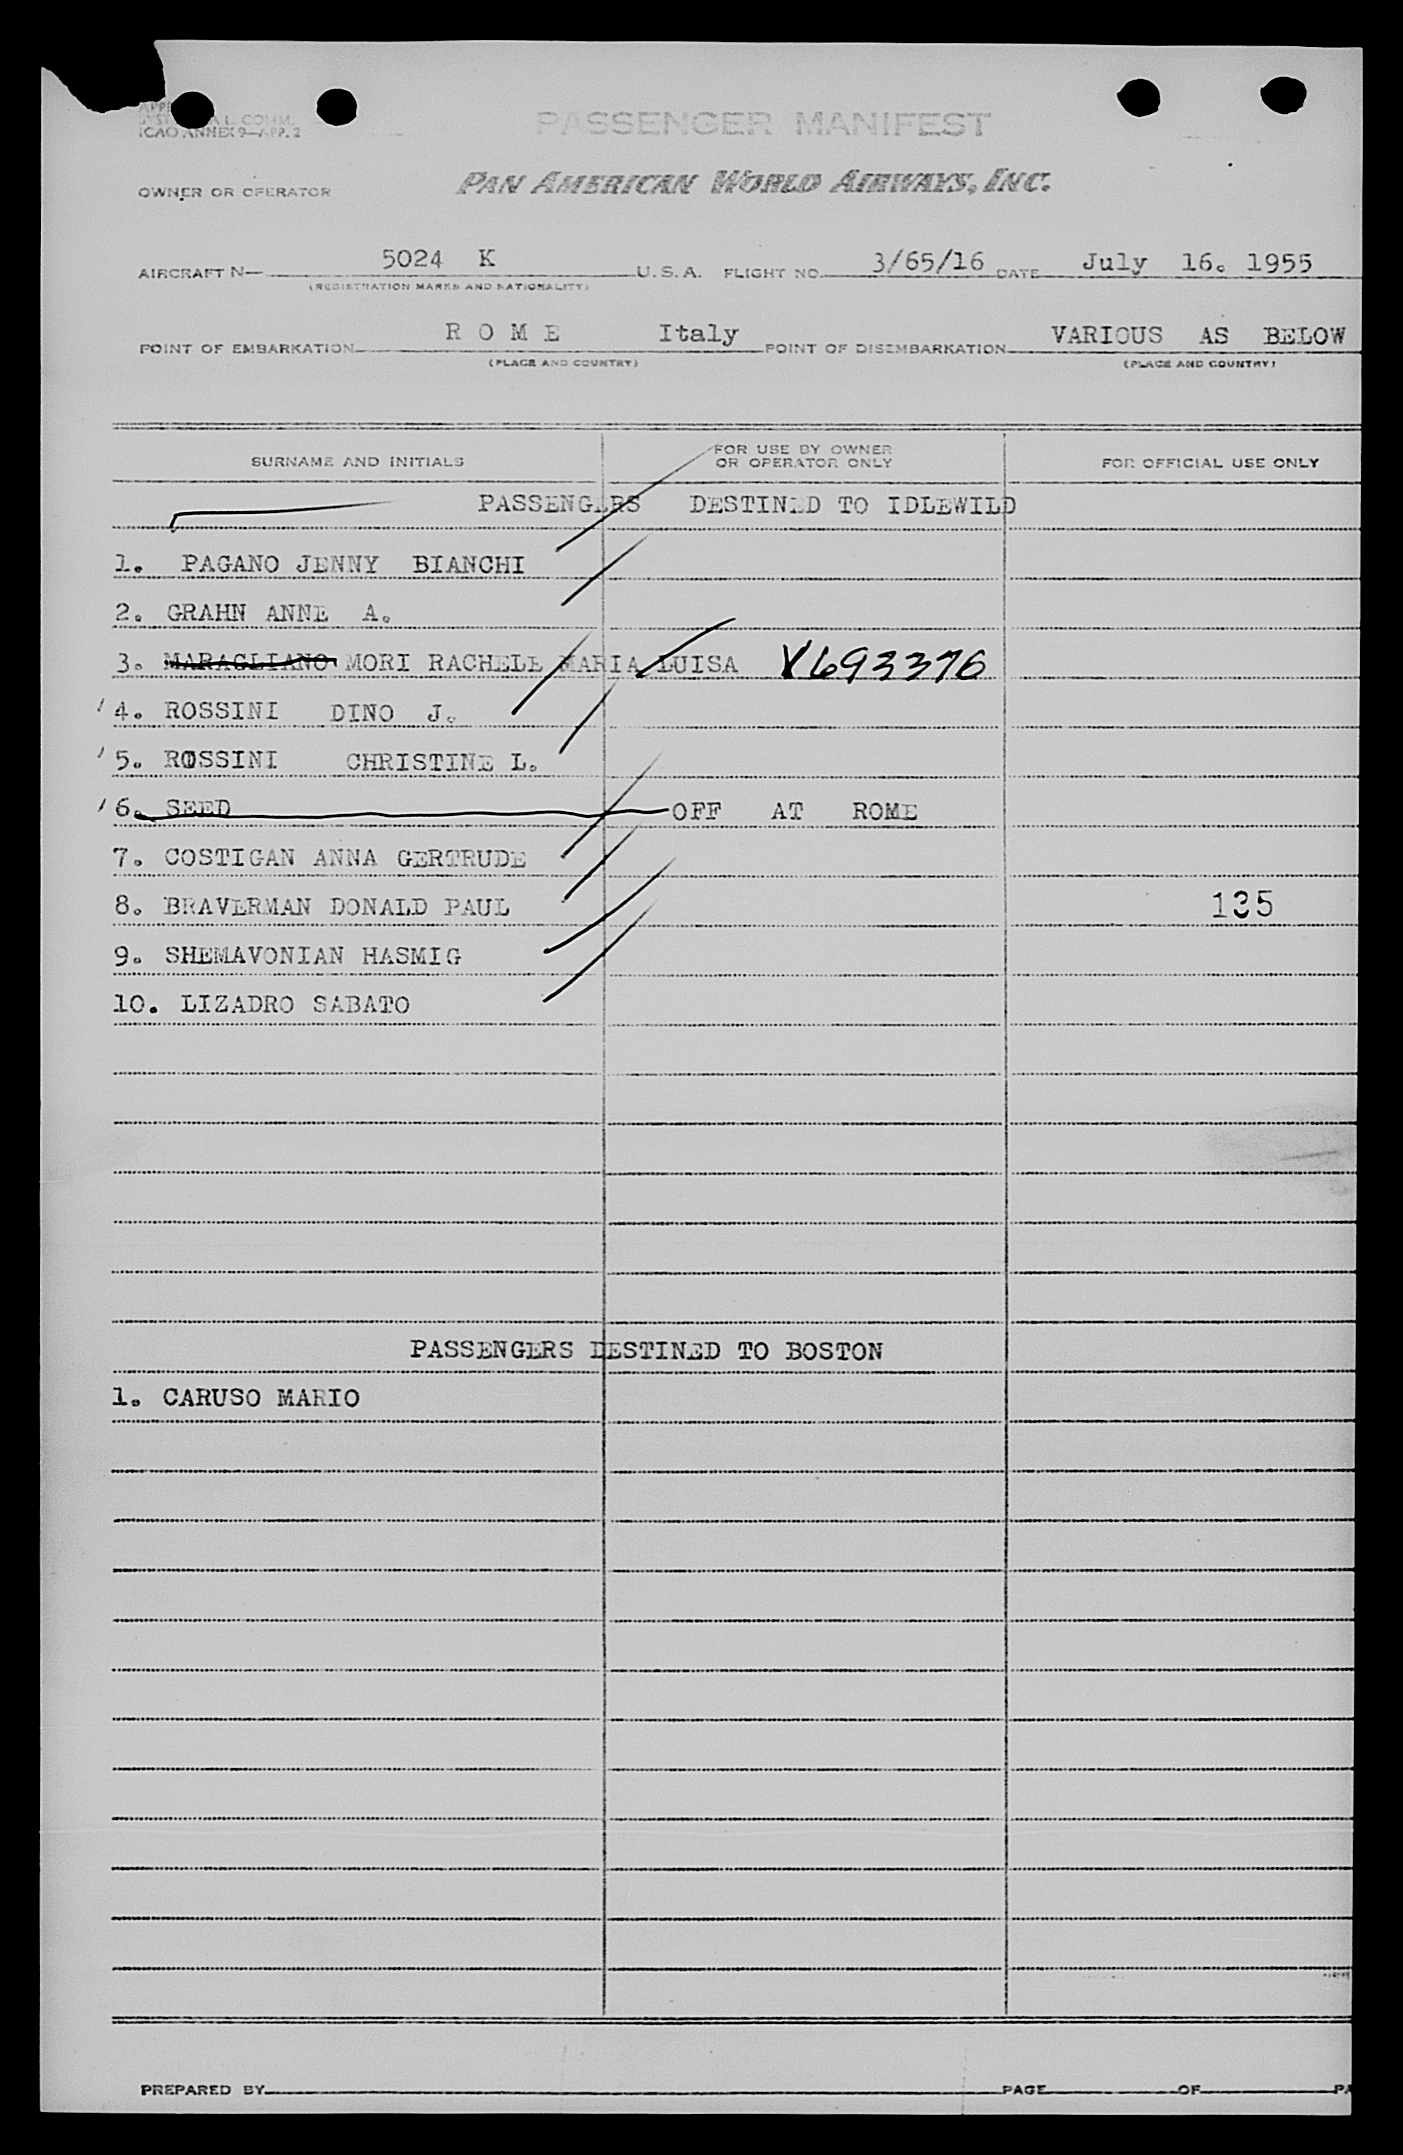 ICAO ANNEX 9—APP. 2
PASSENGER MANIFEST
OWNER OR OPERATOR
PAN AMERICAN WORLD AIRWAYS, INC.
AIRCRAFT N— 5024 K U. S. A. FLIGHT NO. 3/65/16 DATE July 16. 1955
(REGISTRATION MARKS AND NATIONALITY)
POINT OF EMBARKATION ROME Italy POINT OF DISEMBARKATION VARIOUS AS BELOW
(PLACE AND COUNTRY) (PLACE AND COUNTRY)
SURNAME AND INITIALS FOR USE BY OWNER OR OPERATOR ONLY FOR OFFICIAL USE ONLY
PASSENGERS DESTINED TO IDLEWILD
1. PAGANO JENNY BIANCHI
2. GRAHN ANNE A.
3. MARAGLIANO MORI RACHELE MARIA LUISA V693376
4. ROSSINI DINO J.
5. ROSSINI CHRISTINE L.
6. SEED OFF AT ROME
7. COSTIGAN ANNA GERTRUDE
8. BRAVERMAN DONALD PAUL 135
9. SHEMAVONIAN HASMIG
10. LIZADRO SABATO
PASSENGERS DESTINED TO BOSTON
1. CARUSO MARIO
PREPARED BY PAGE OF